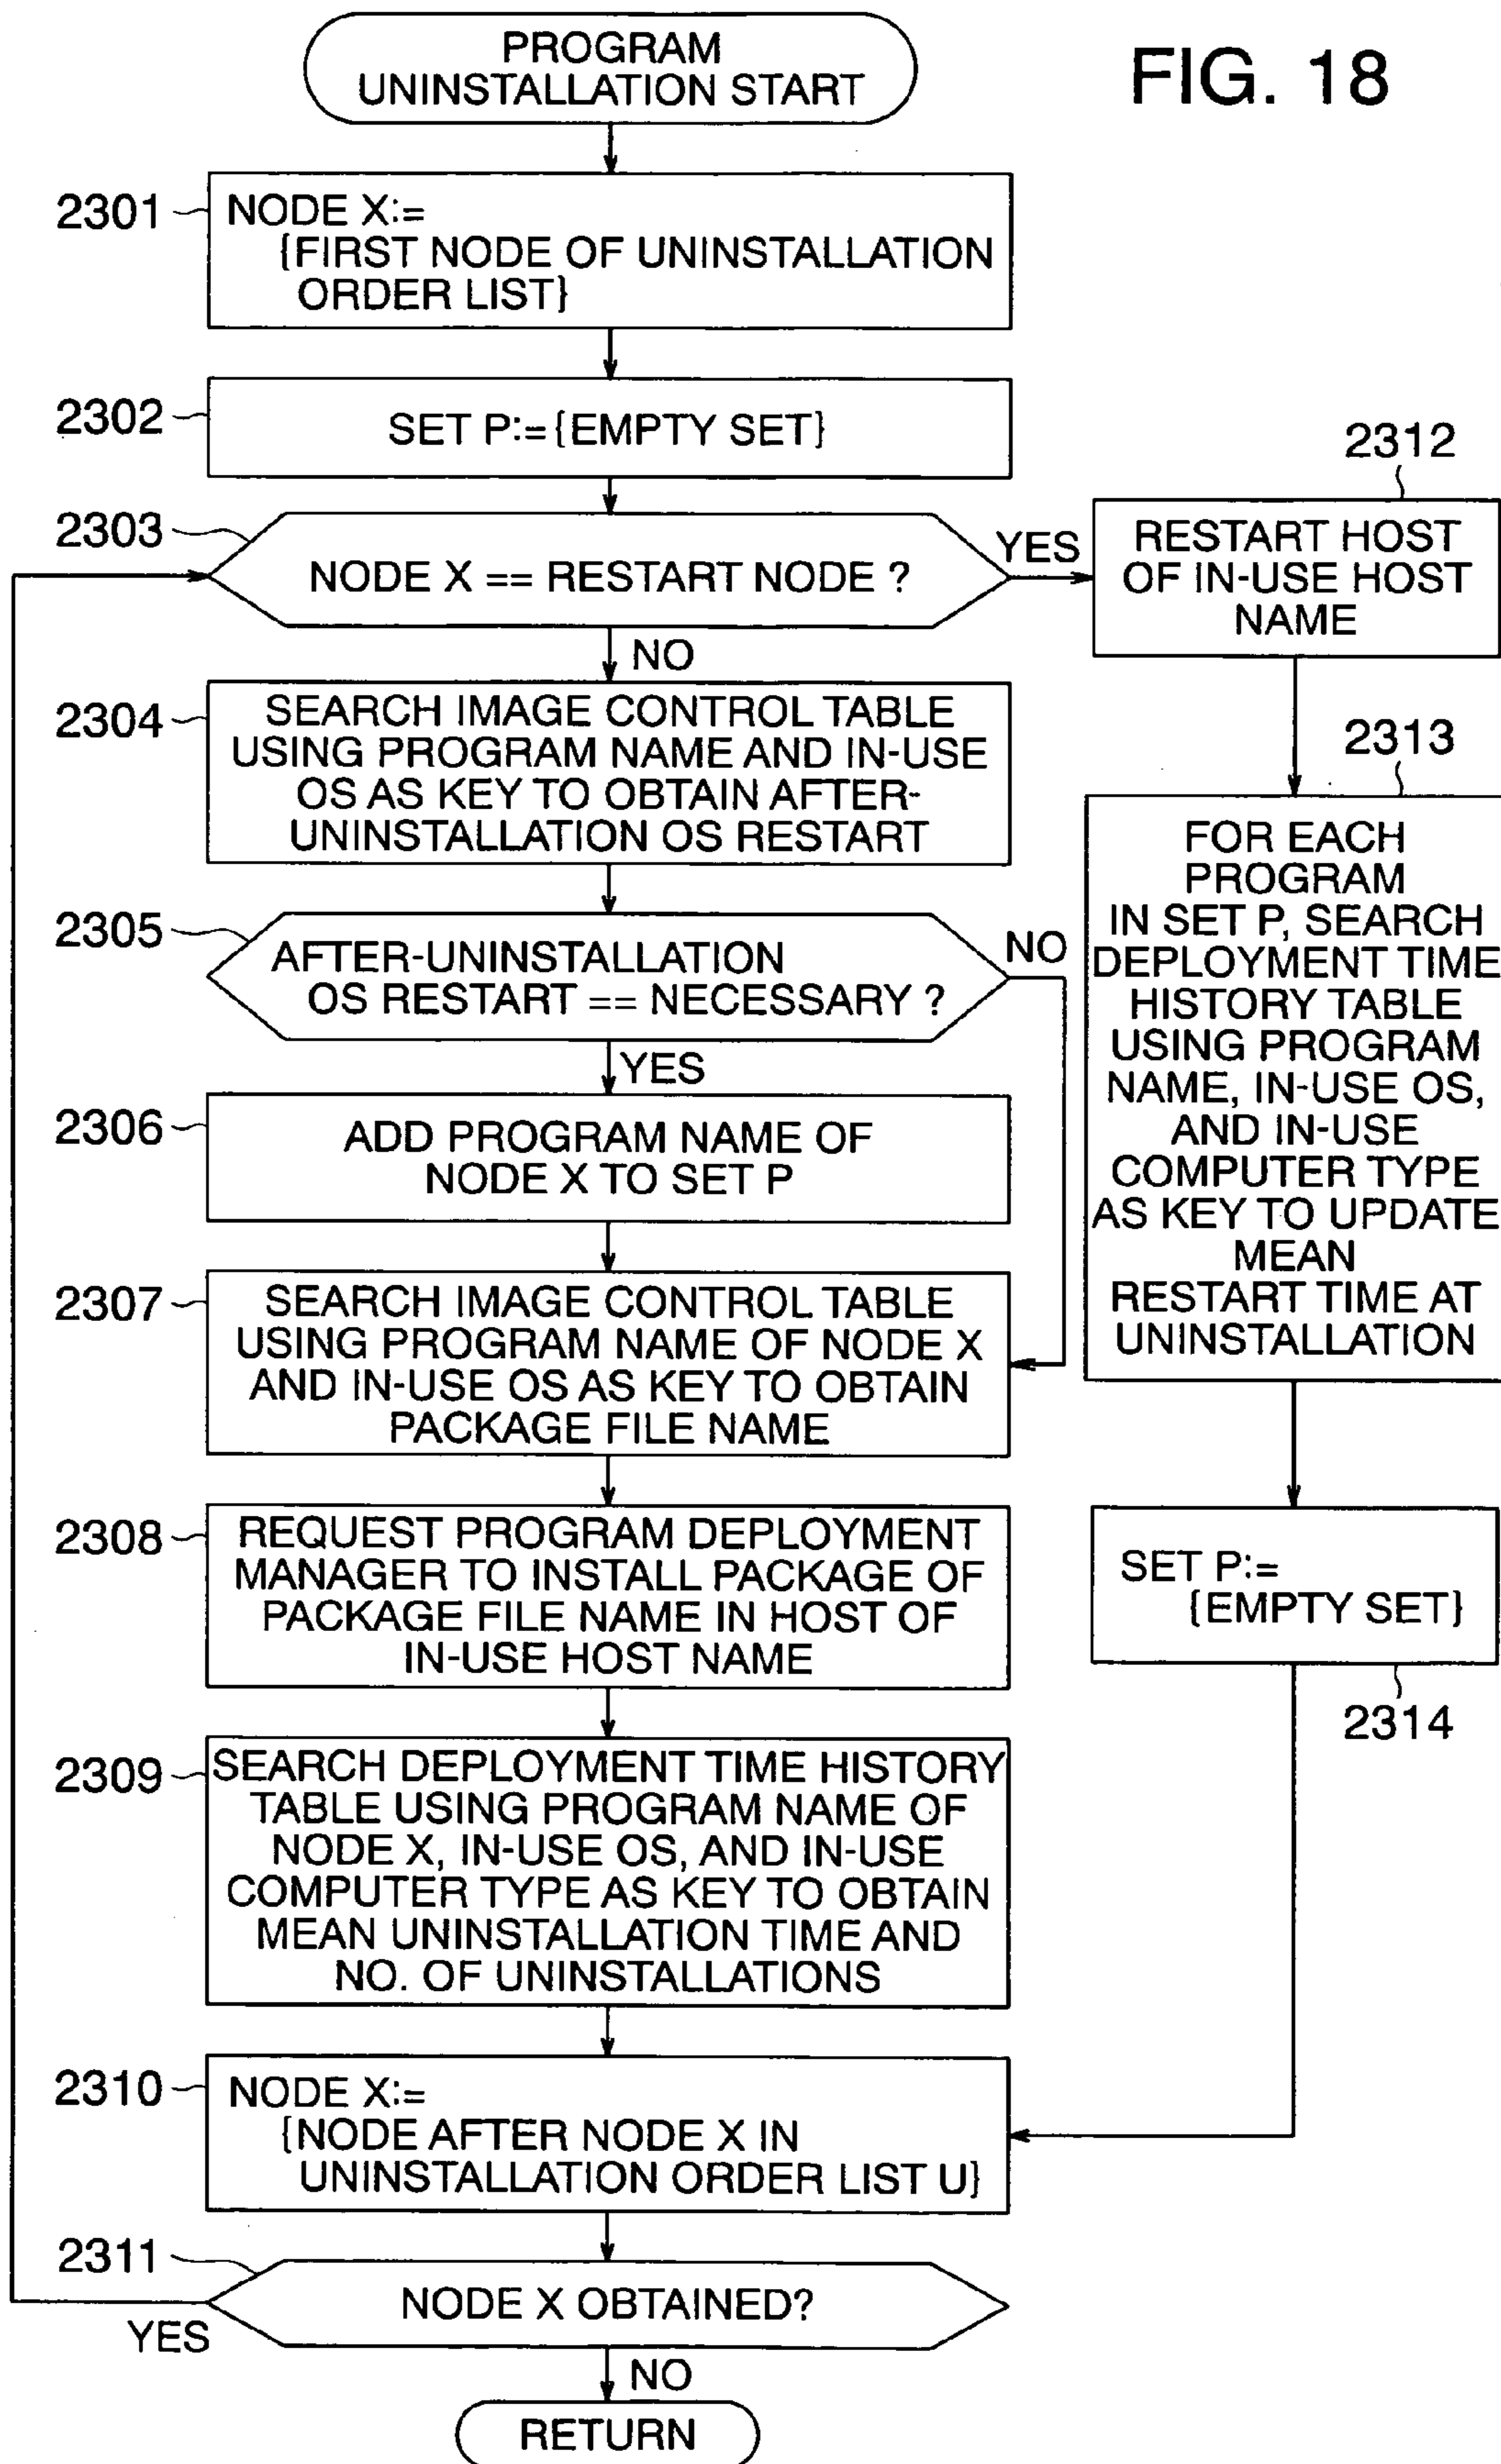 PROGRAM
UNINSTALLATION START
FIG. 18
2301
NODE X:=
{FIRST NODE OF UNINSTALLATION
ORDER LIST}
2302
SET P:={EMPTY SET}
2303
NODE X == RESTART NODE ?
YES
NO
2312
RESTART HOST
OF IN-USE HOST
NAME
2304
SEARCH IMAGE CONTROL TABLE
USING PROGRAM NAME AND IN-USE
OS AS KEY TO OBTAIN AFTER-
UNINSTALLATION OS RESTART
2305
AFTER-UNINSTALLATION
OS RESTART == NECESSARY ?
NO
YES
2306
ADD PROGRAM NAME OF
NODE X TO SET P
2313
FOR EACH
PROGRAM
IN SET P, SEARCH
DEPLOYMENT TIME
HISTORY TABLE
USING PROGRAM
NAME, IN-USE OS,
AND IN-USE
COMPUTER TYPE
AS KEY TO UPDATE
MEAN
RESTART TIME AT
UNINSTALLATION
2307
SEARCH IMAGE CONTROL TABLE
USING PROGRAM NAME OF NODE X
AND IN-USE OS AS KEY TO OBTAIN
PACKAGE FILE NAME
2308
REQUEST PROGRAM DEPLOYMENT
MANAGER TO INSTALL PACKAGE OF
PACKAGE FILE NAME IN HOST OF
IN-USE HOST NAME
SET P:=
{EMPTY SET}
2314
2309
SEARCH DEPLOYMENT TIME HISTORY
TABLE USING PROGRAM NAME OF
NODE X, IN-USE OS, AND IN-USE
COMPUTER TYPE AS KEY TO OBTAIN
MEAN UNINSTALLATION TIME AND
NO. OF UNINSTALLATIONS
2310
NODE X:=
{NODE AFTER NODE X IN
UNINSTALLATION ORDER LIST U}
2311
NODE X OBTAINED?
YES
NO
RETURN